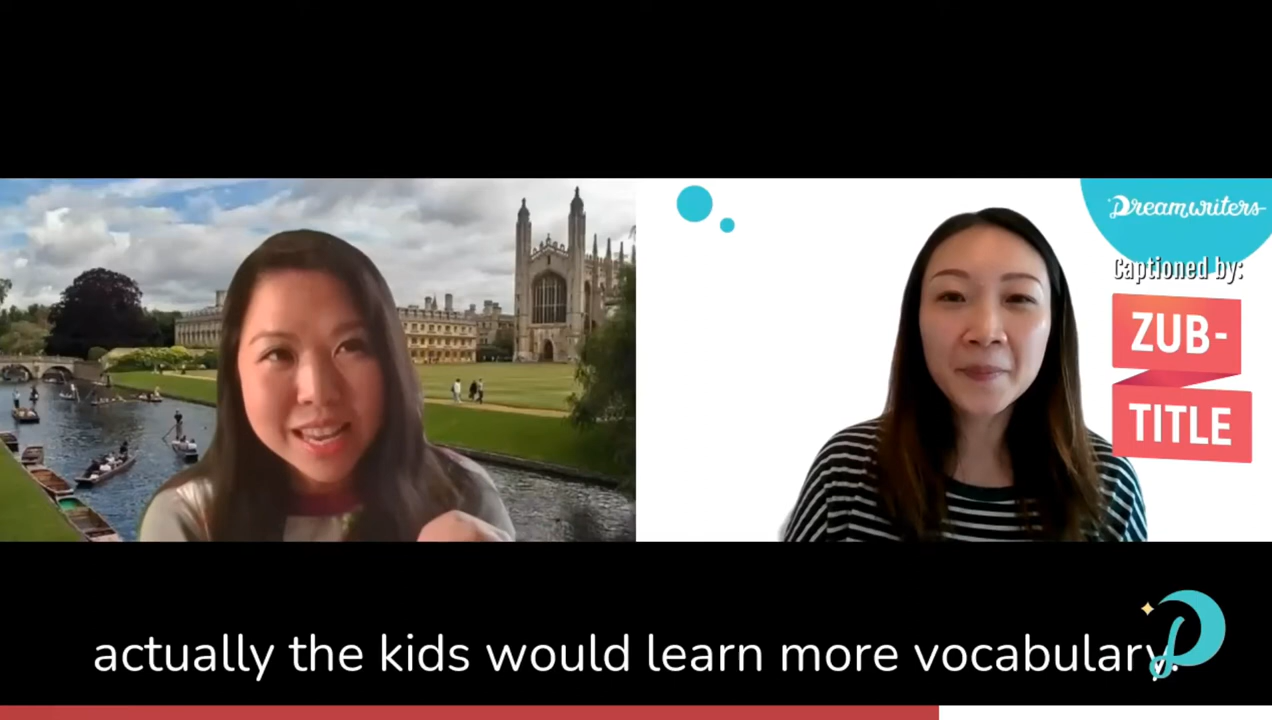 Dreamwriters
Captioned by:
ZUB-
TITLE
actually the kids would learn more vocabulary.